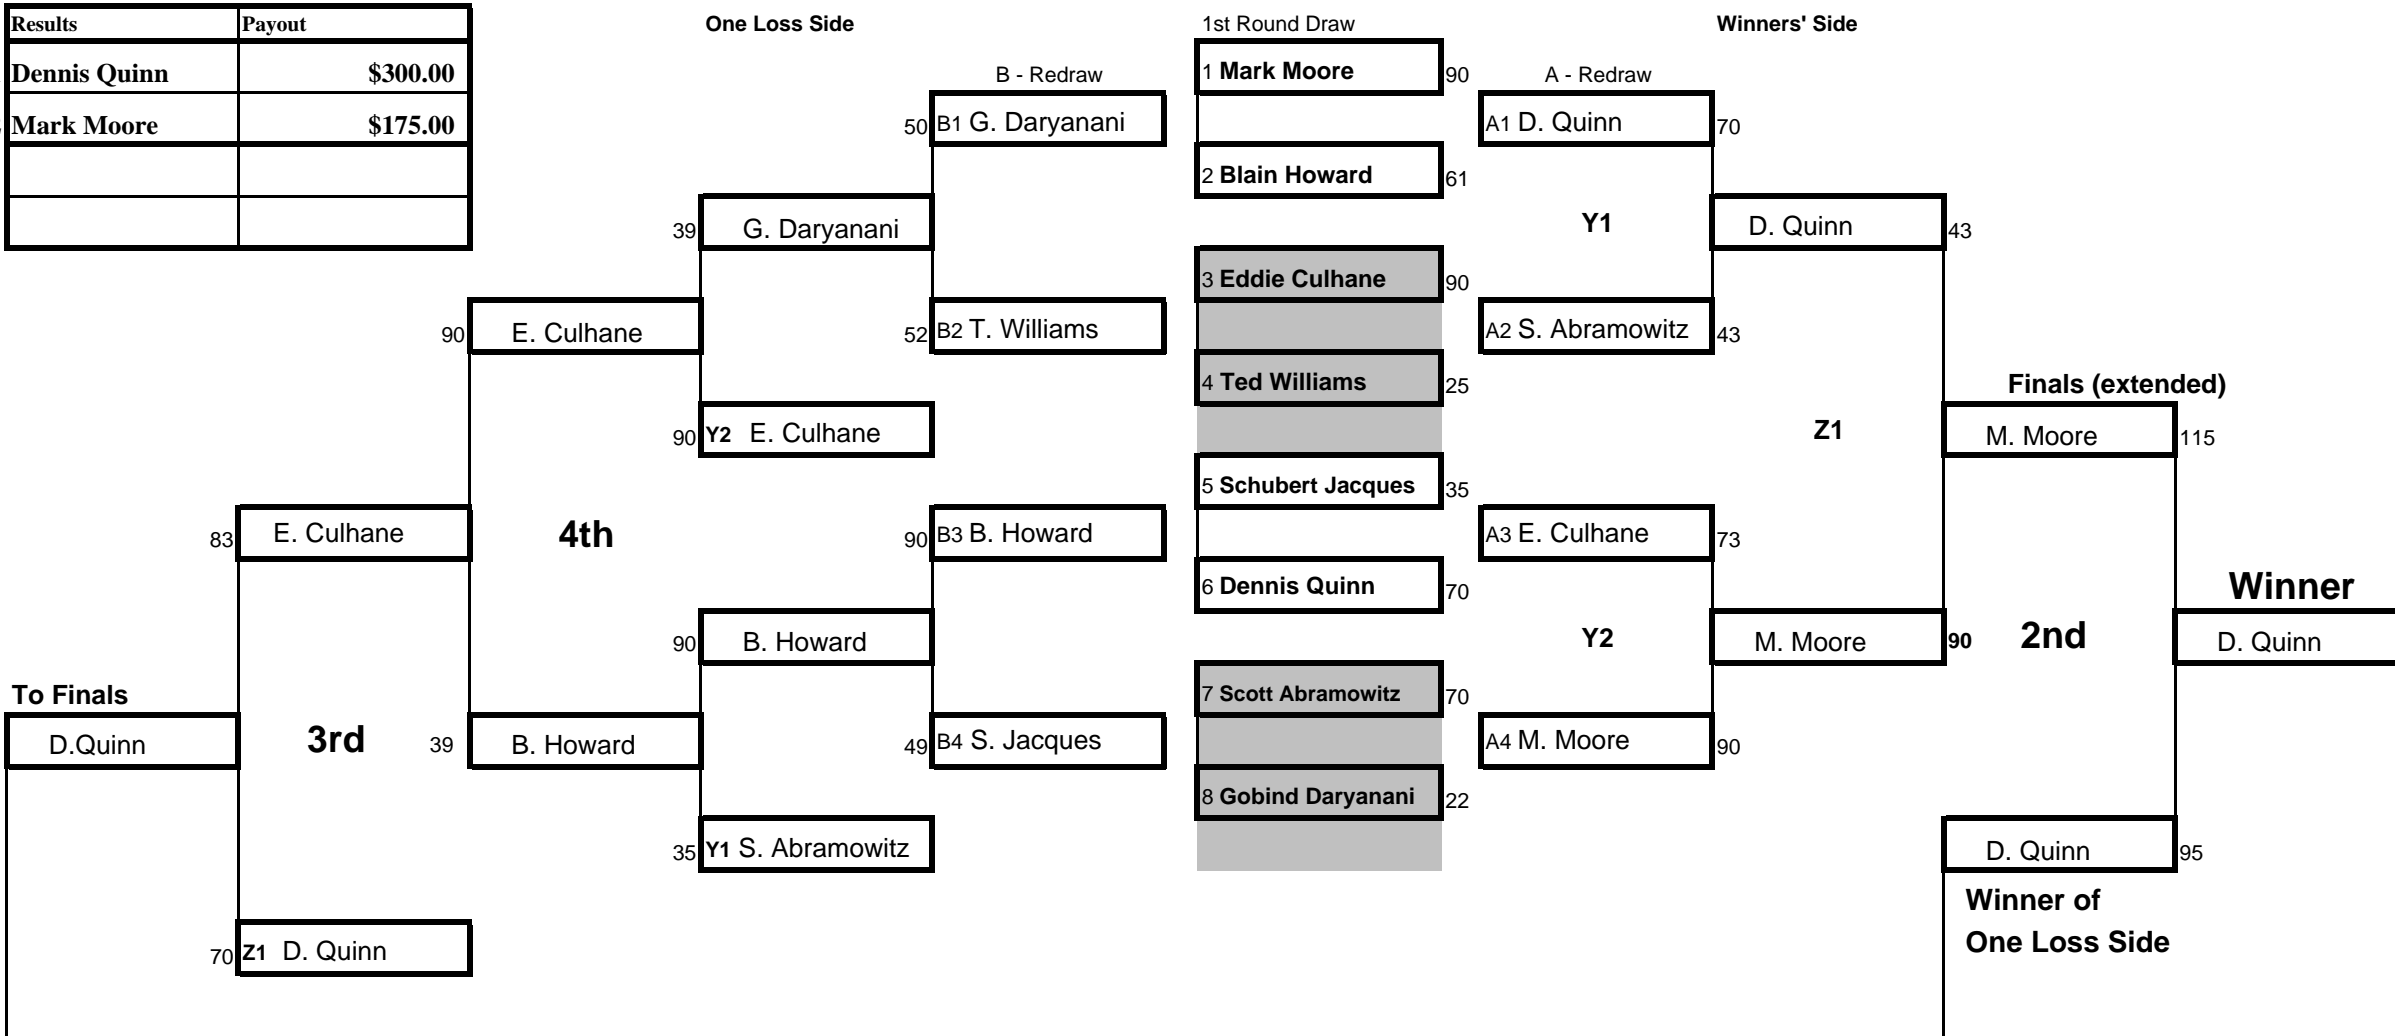 Results Payout
Dennis Quinn $300.00
Mark Moore $175.00
One Loss Side
B - Redraw
50 B1 G. Daryanani
39 G. Daryanani
90 E. Culhane
52 B2 T. Williams
90 Y2 E. Culhane
83 E. Culhane
4th
90 B3 B. Howard
90 B. Howard
To Finals
D.Quinn
3rd
39 B. Howard
49 B4 S. Jacques
35 Y1 S. Abramowitz
70 Z1 D. Quinn
1st Round Draw
1 Mark Moore 90
2 Blain Howard 61
3 Eddie Culhane 90
4 Ted Williams 25
5 Schubert Jacques 35
6 Dennis Quinn 70
7 Scott Abramowitz 70
8 Gobind Daryanani 22
Winners' Side
A - Redraw
A1 D. Quinn 70
Y1
D. Quinn 43
A2 S. Abramowitz 43
Finals (extended)
Z1
M. Moore 115
A3 E. Culhane 73
Winner
Y2
M. Moore 90
2nd
D. Quinn
A4 M. Moore 90
D. Quinn 95
Winner of
One Loss Side